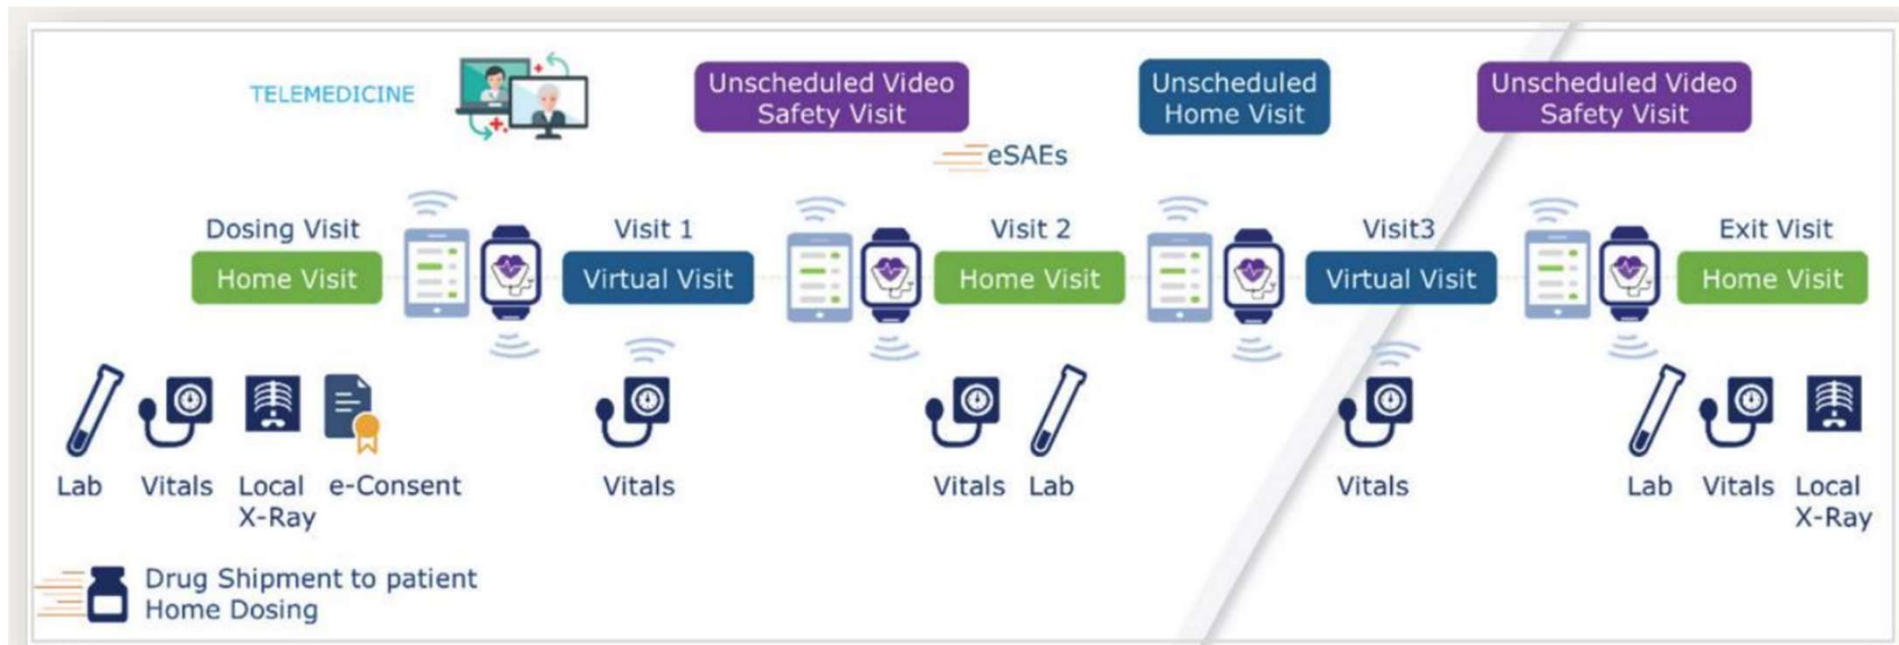 TELEMEDICINE
Unscheduled Video
Safety Visit
Unscheduled
Home Visit
Unscheduled Video
Safety Visit
eSAEs
Dosing Visit
Home Visit
Visit 1
Virtual Visit
Visit 2
Home Visit
Visit3
Virtual Visit
Exit Visit
Home Visit
Lab
Vitals
Local
X-Ray
e-Consent
Vitals
Vitals
Lab
Vitals
Lab
Vitals
Local
X-Ray
Drug Shipment to patient
Home Dosing